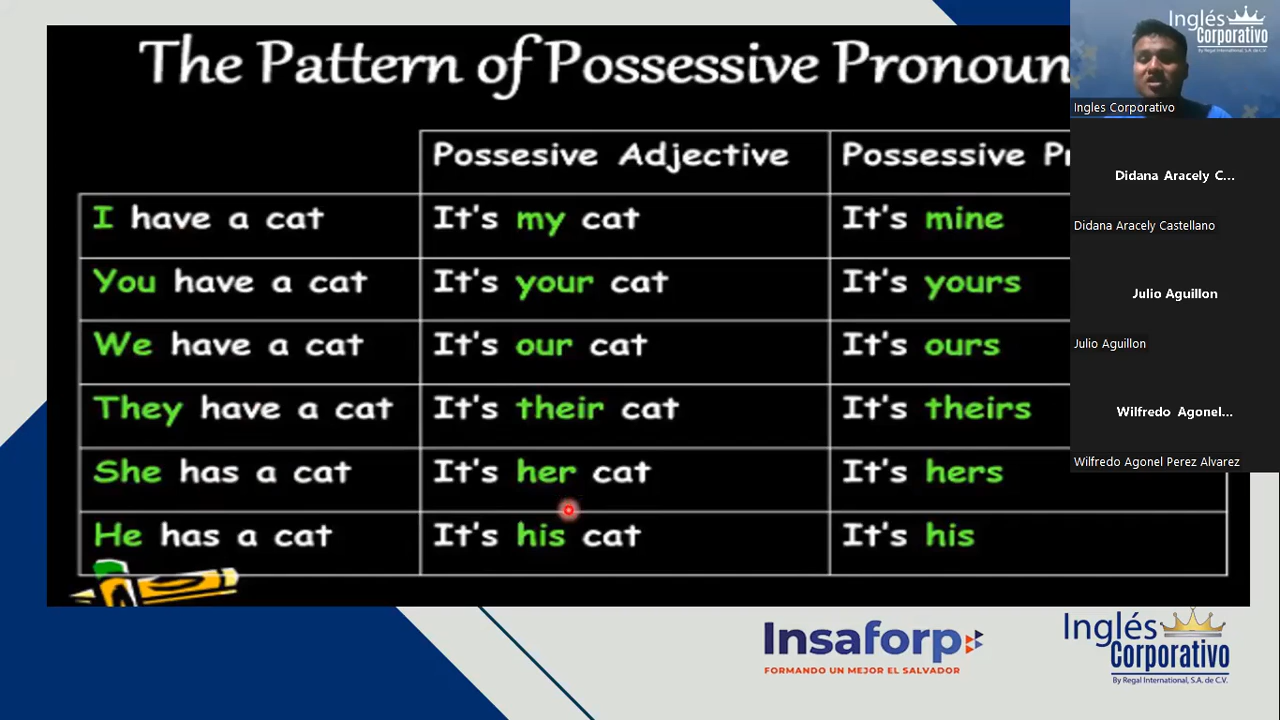 The Pattern of Possessive Pronoun
Possesive Adjective
Possessive Pr
I have a cat
It's my cat
It's mine
You have a cat
It's your cat
It's yours
We have a cat
It's our cat
It's ours
They have a cat
It's their cat
It's theirs
She has a cat
It's her cat
It's hers
He has a cat
It's his cat
It's his
Inglés
Corporativo
By Regal International, S.A. de C.V.
Ingles Corporativo
Didana Aracely C...
Didana Aracely Castellano
Julio Aguillon
Julio Aguillon
Wilfredo Agonel...
Wilfredo Agonel Perez Alvarez
Insaforp
FORMANDO UN MEJOR EL SALVADOR
Inglés
Corporativo
By Regal International, S.A. de C.V.